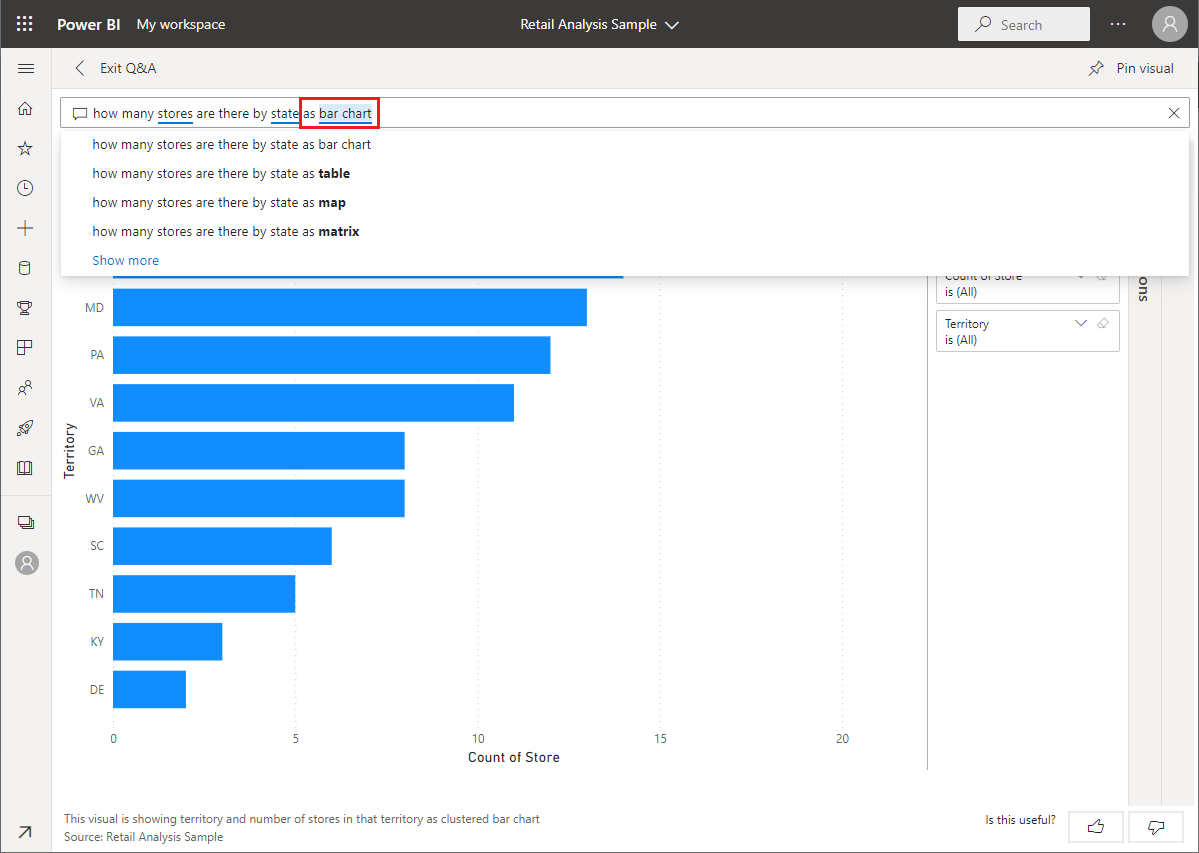 Power BI My workspace Retail Analysis Sample Search
Exit Q&A Pin visual
how many stores are there by state as bar chart
how many stores are there by state as bar chart
how many stores are there by state as table
how many stores are there by state as map
how many stores are there by state as matrix
Show more
Count of Store
is (All)
Territory
is (All)
ons
MD
PA
VA
GA
WV
SC
TN
KY
DE
Territory
0 5 10 15 20
Count of Store
This visual is showing territory and number of stores in that territory as clustered bar chart
Source: Retail Analysis Sample
Is this useful?